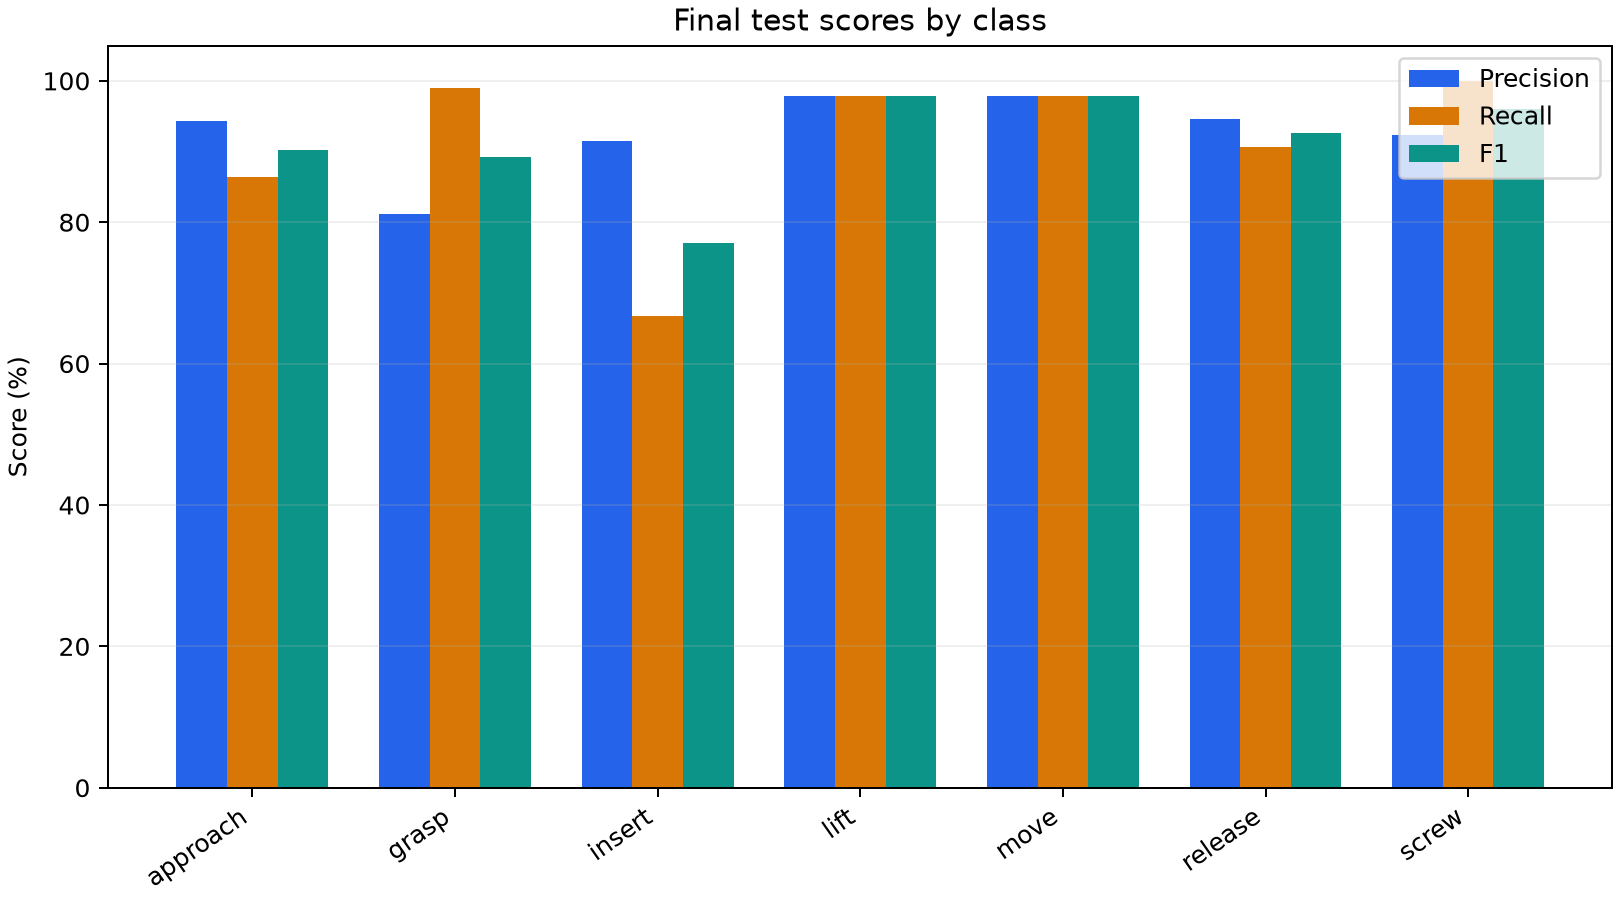 Final test scores by class
Precision
Recall
F1
Score (%)
100
80
60
40
20
0
approach
grasp
insert
lift
move
release
screw